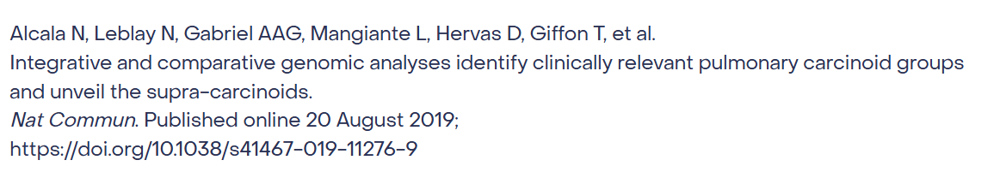 Alcala N, Leblay N, Gabriel AAG, Mangiante L, Hervas D, Giffon T, et al.
Integrative and comparative genomic analyses identify clinically relevant pulmonary carcinoid groups
and unveil the supra-carcinoids.
Nat Commun. Published online 20 August 2019;
https://doi.org/10.1038/s41467-019-11276-9